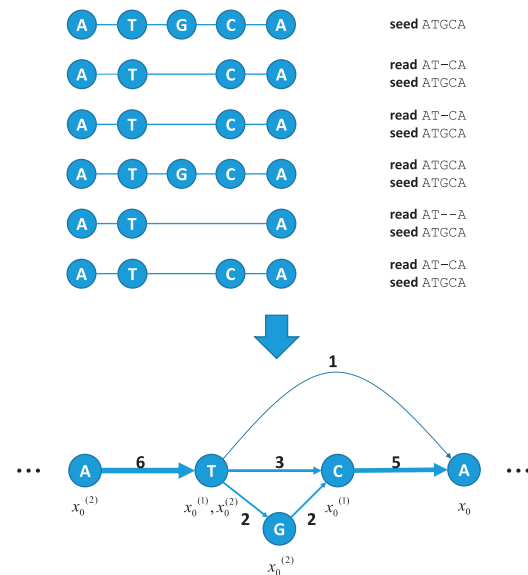 A T G C A seed ATGCA
A T C A read AT-CA
seed ATGCA
A T C A read AT-CA
seed ATGCA
A T G C A read ATGCA
seed ATGCA
A T A read AT--A
seed ATGCA
A T C A read AT-CA
seed ATGCA
1
... A 6 T 3 C 5 A ...
x₀⁽²⁾ x₀⁽¹⁾, x₀⁽²⁾ 2 G 2 x₀⁽¹⁾ x₀
x₀⁽²⁾